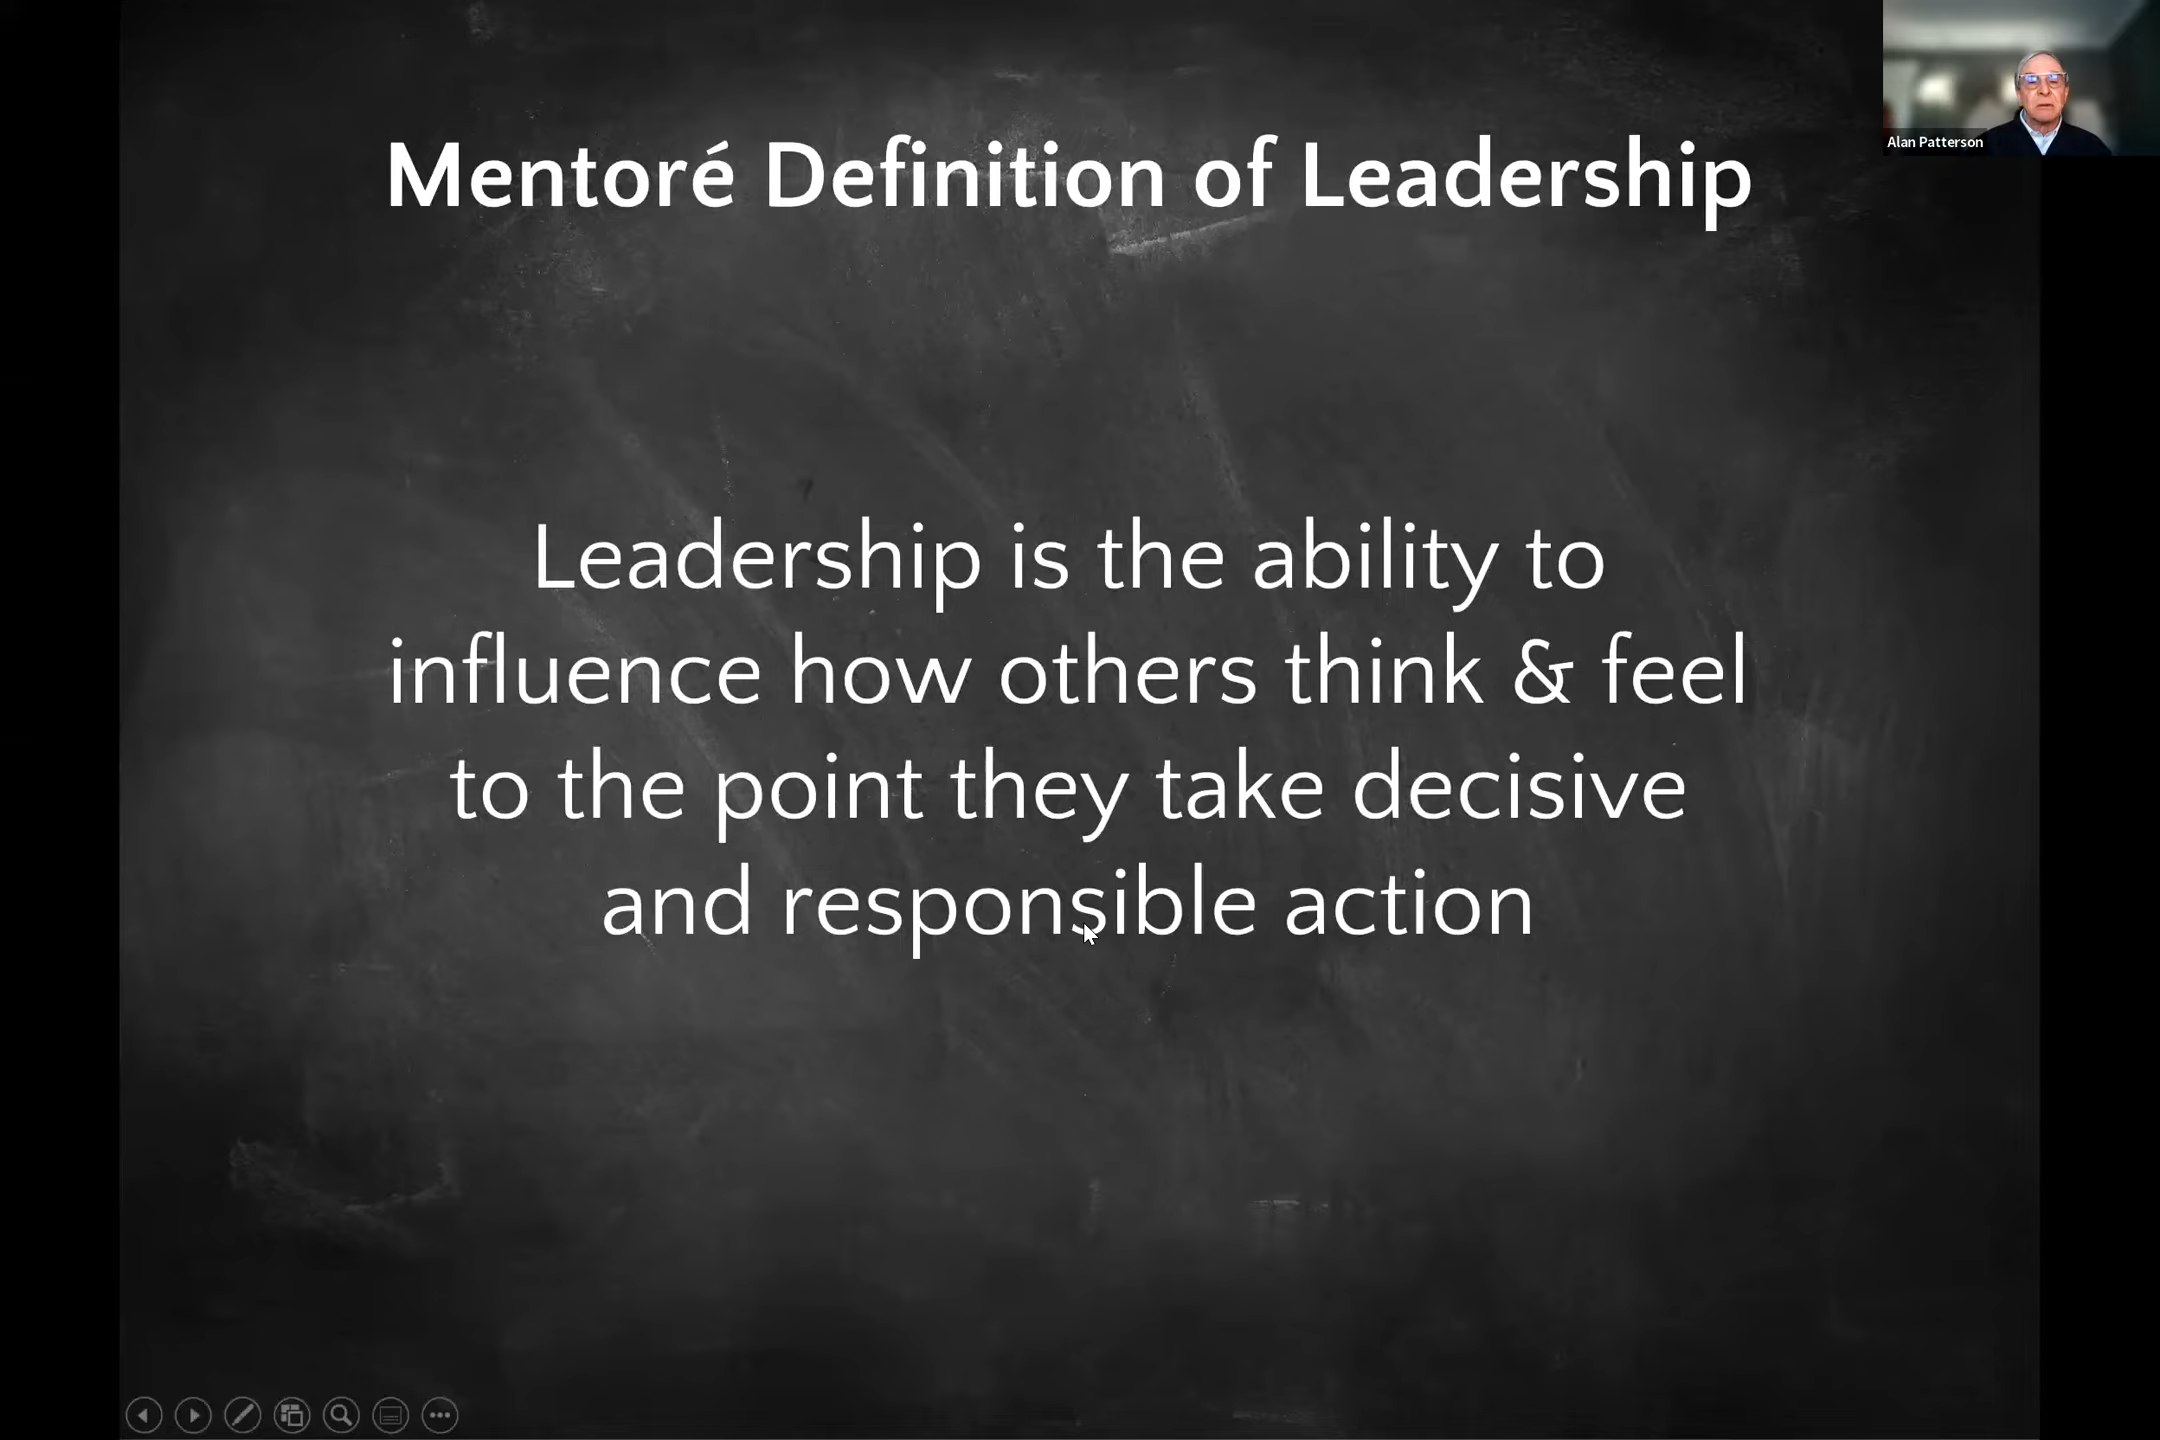 Mentoré Definition of Leadership
Alan Patterson
Leadership is the ability to
influence how others think & feel
to the point they take decisive
and responsible action